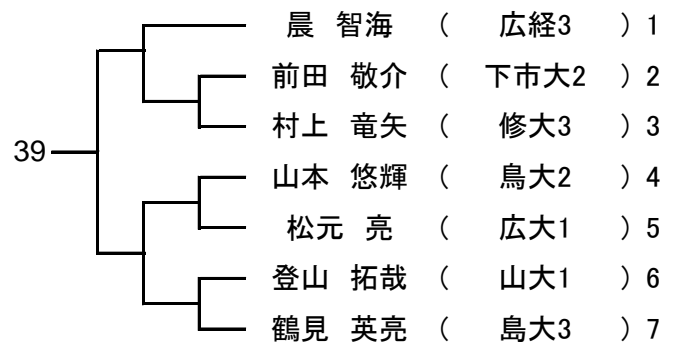 晨 智海 ( 広経3 ) 1
前田 敬介 ( 下市大2 ) 2
村上 竜矢 ( 修大3 ) 3
39
山本 悠輝 ( 鳥大2 ) 4
松元 亮 ( 広大1 ) 5
登山 拓哉 ( 山大1 ) 6
鶴見 英亮 ( 島大3 ) 7